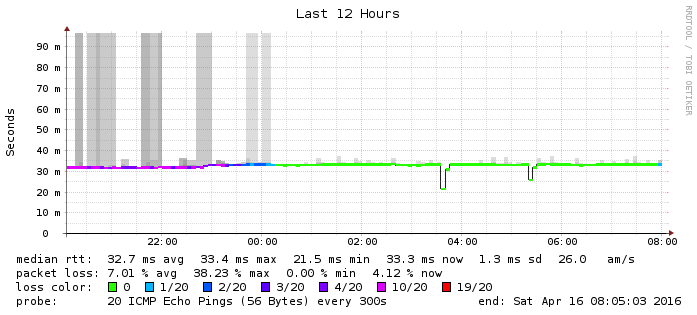 Last 12 Hours
RRDTOOL / TOBI OETIKER
Seconds
90 m
80 m
70 m
60 m
50 m
40 m
30 m
20 m
10 m
0
22:00 00:00 02:00 04:00 06:00 08:00
median rtt: 32.7 ms avg 33.4 ms max 21.5 ms min 33.3 ms now 1.3 ms sd 26.0 am/s
packet loss: 7.01 % avg 38.23 % max 0.00 % min 4.12 % now
loss color: 0 1/20 2/20 3/20 4/20 10/20 19/20
probe: 20 ICMP Echo Pings (56 Bytes) every 300s end: Sat Apr 16 08:05:03 2016